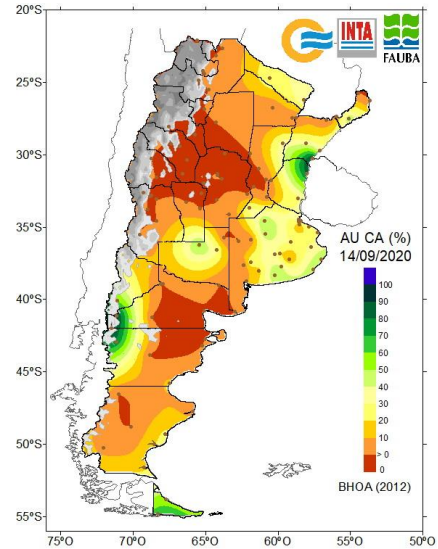 20°S
25°S
30°S
35°S
40°S
45°S
50°S
55°S
75°O
70°O
65°O
60°O
55°O
50°O
INTA
FAUBA
AU CA (%)
14/09/2020
100
90
80
70
60
50
40
30
20
10
> 0
0
BHOA (2012)